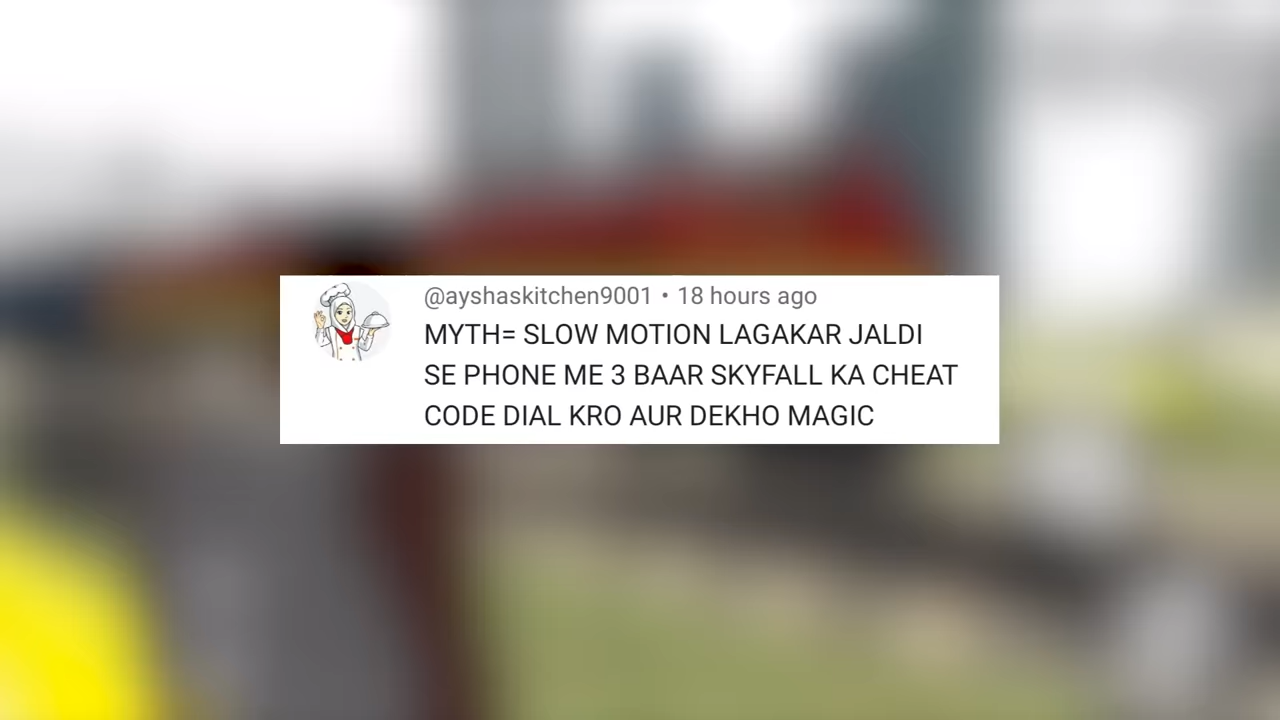 @ayshaskitchen9001 • 18 hours ago
MYTH= SLOW MOTION LAGAKAR JALDI
SE PHONE ME 3 BAAR SKYFALL KA CHEAT
CODE DIAL KRO AUR DEKHO MAGIC